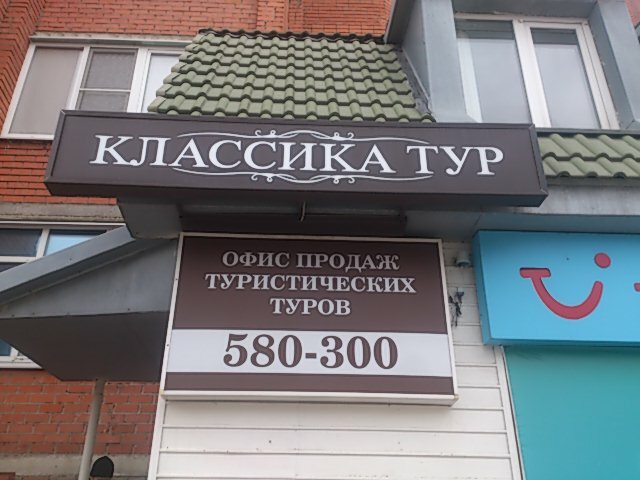 КЛАССИКА ТУР
ОФИС ПРОДАЖ
ТУРИСТИЧЕСКИХ
ТУРОВ
580-300